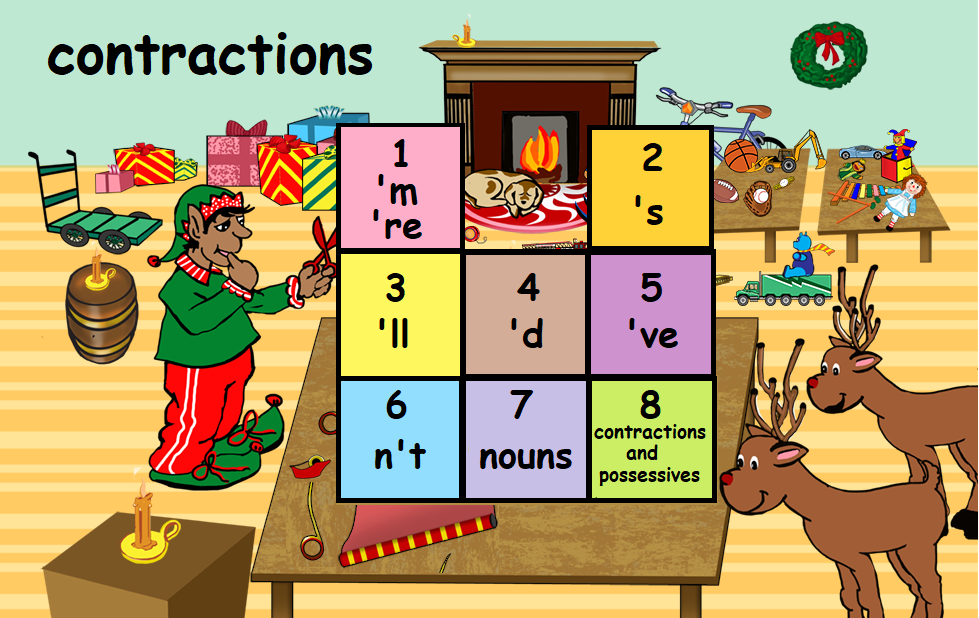 contractions
1
'm
're
2
's
3
'll
4
'd
5
've
6
n't
7
nouns
8
contractions
and
possessives